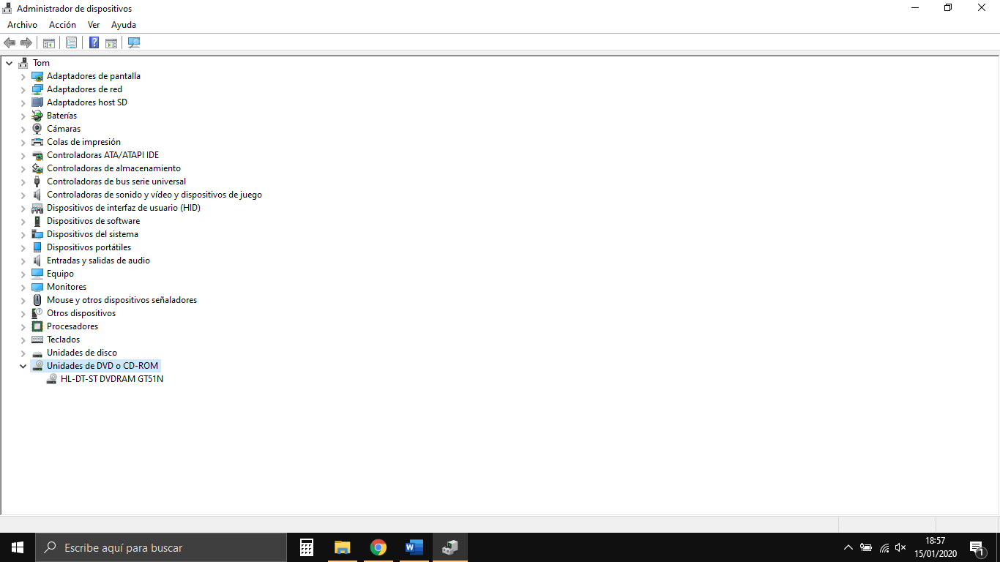 Administrador de dispositivos
Archivo Acción Ver Ayuda
Tom
Adaptadores de pantalla
Adaptadores de red
Adaptadores host SD
Baterías
Cámaras
Colas de impresión
Controladoras ATA/ATAPI IDE
Controladoras de almacenamiento
Controladoras de bus serie universal
Controladoras de sonido y vídeo y dispositivos de juego
Dispositivos de interfaz de usuario (HID)
Dispositivos de software
Dispositivos del sistema
Dispositivos portátiles
Entradas y salidas de audio
Equipo
Monitores
Mouse y otros dispositivos señaladores
Otros dispositivos
Procesadores
Teclados
Unidades de disco
Unidades de DVD o CD-ROM
HL-DT-ST DVDRAM GT51N
Escribe aquí para buscar
18:57
15/01/2020
1